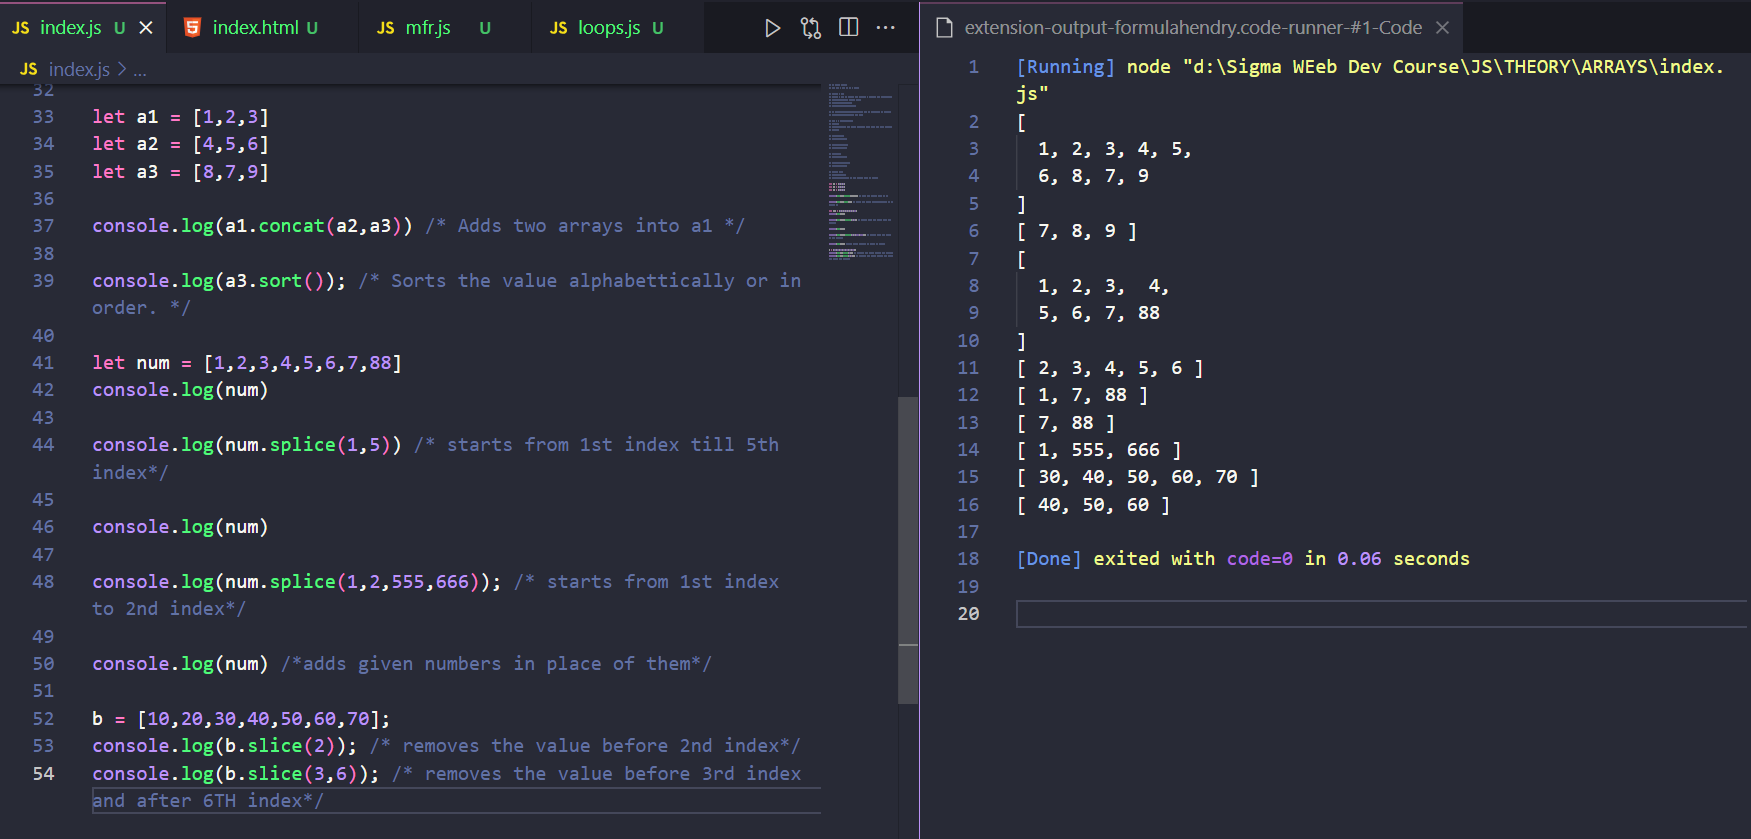 JS index.js U
index.html U
JS mfr.js U
JS loops.js U
extension-output-formulahendry.code-runner-#1-Code
JS index.js > ...
32
33 let a1 = [1,2,3]
34 let a2 = [4,5,6]
35 let a3 = [8,7,9]
36
37 console.log(a1.concat(a2,a3)) /* Adds two arrays into a1 */
38
39 console.log(a3.sort()); /* Sorts the value alphabettically or in
order. */
40
41 let num = [1,2,3,4,5,6,7,88]
42 console.log(num)
43
44 console.log(num.splice(1,5)) /* starts from 1st index till 5th
index*/
45
46 console.log(num)
47
48 console.log(num.splice(1,2,555,666)); /* starts from 1st index
to 2nd index*/
49
50 console.log(num) /*adds given numbers in place of them*/
51
52 b = [10,20,30,40,50,60,70];
53 console.log(b.slice(2)); /* removes the value before 2nd index*/
54 console.log(b.slice(3,6)); /* removes the value before 3rd index
and after 6TH index*/
1 [Running] node "d:\Sigma WEeb Dev Course\JS\THEORY\ARRAYS\index.
js"
2 [
3 1, 2, 3, 4, 5,
4 6, 8, 7, 9
5 ]
6 [ 7, 8, 9 ]
7 [
8 1, 2, 3, 4,
9 5, 6, 7, 88
10 ]
11 [ 2, 3, 4, 5, 6 ]
12 [ 1, 7, 88 ]
13 [ 7, 88 ]
14 [ 1, 555, 666 ]
15 [ 30, 40, 50, 60, 70 ]
16 [ 40, 50, 60 ]
17
18 [Done] exited with code=0 in 0.06 seconds
19
20